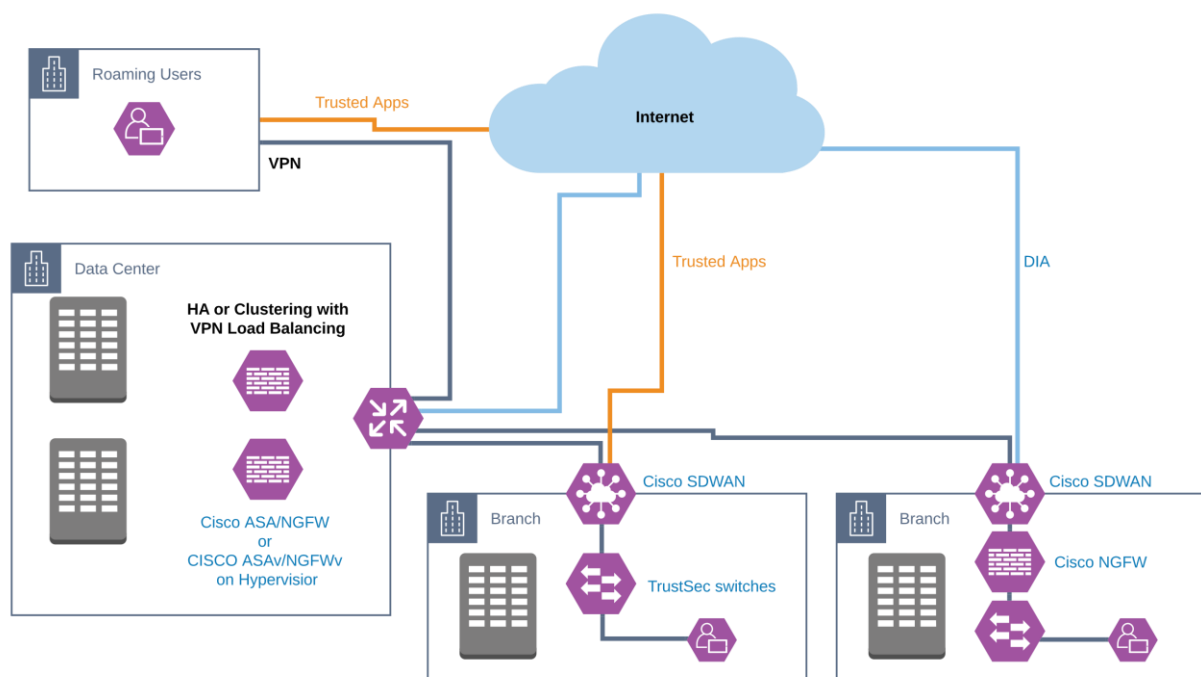 Roaming Users
Trusted Apps
Internet
VPN
Data Center
HA or Clustering with
VPN Load Balancing
Trusted Apps
DIA
Cisco ASA/NGFW
or
CISCO ASAv/NGFWv
on Hypervisior
Cisco SDWAN
Cisco SDWAN
Branch
Branch
TrustSec switches
Cisco NGFW